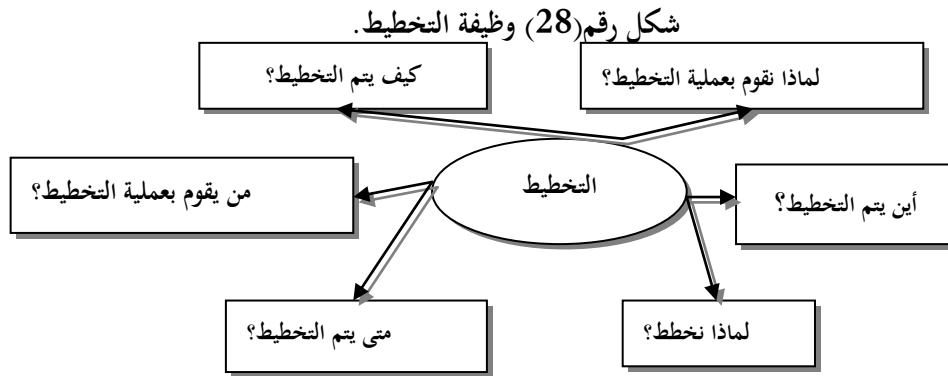 شكل رقم(28) وظيفة التخطيط.
لماذا نقوم بعملية التخطيط؟
كيف يتم التخطيط؟
التخطيط
أين يتم التخطيط؟
من يقوم بعملية التخطيط؟
لماذا نخطط؟
متى يتم التخطيط؟